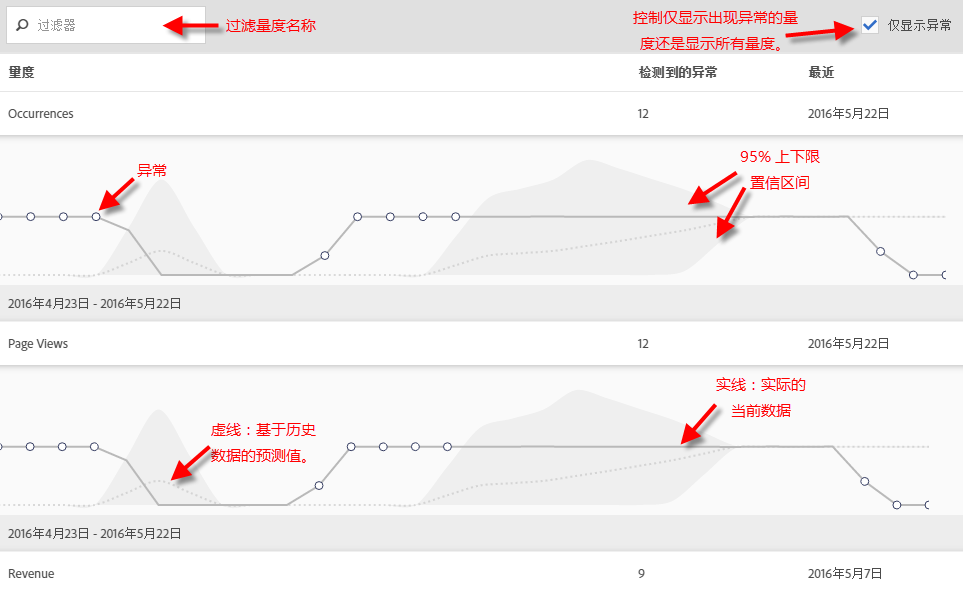 过滤器
过滤量度名称
控制仅显示出现异常的量
度还是显示所有量度。
仅显示异常
量度 检测到的异常 最近
Occurrences 12 2016年5月22日
异常
95% 上下限
置信区间
2016年4月23日 - 2016年5月22日
Page Views 12 2016年5月22日
实线：实际的
当前数据
虚线：基于历史
数据的预测值。
2016年4月23日 - 2016年5月22日
Revenue 9 2016年5月7日